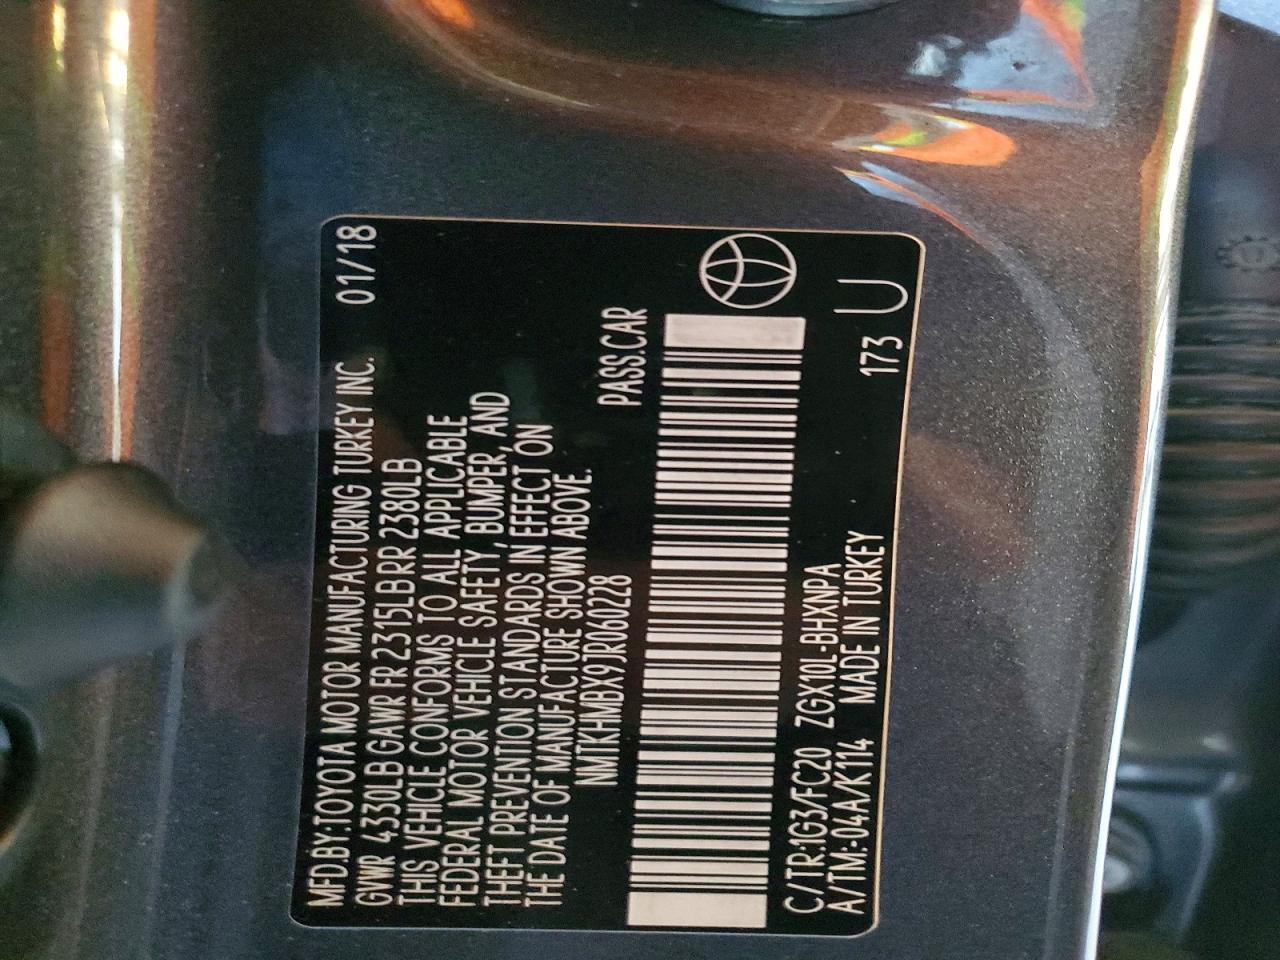 MFD.BY:TOYOTA MOTOR MANUFACTURING TURKEY INC. 01/18
GVWR 4330LB GAWR FR 2315LB RR 2380LB
THIS VEHICLE CONFORMS TO ALL APPLICABLE
FEDERAL MOTOR VEHICLE SAFETY, BUMPER, AND
THEFT PREVENTION STANDARDS IN EFFECT ON
THE DATE OF MANUFACTURE SHOWN ABOVE.
NMTKHMBX9JR066228 PASS.CAR
C/TR:1G3/FC20 ZGX10L-BHXNPA
A/TM:-04A/K114 MADE IN TURKEY 173 U